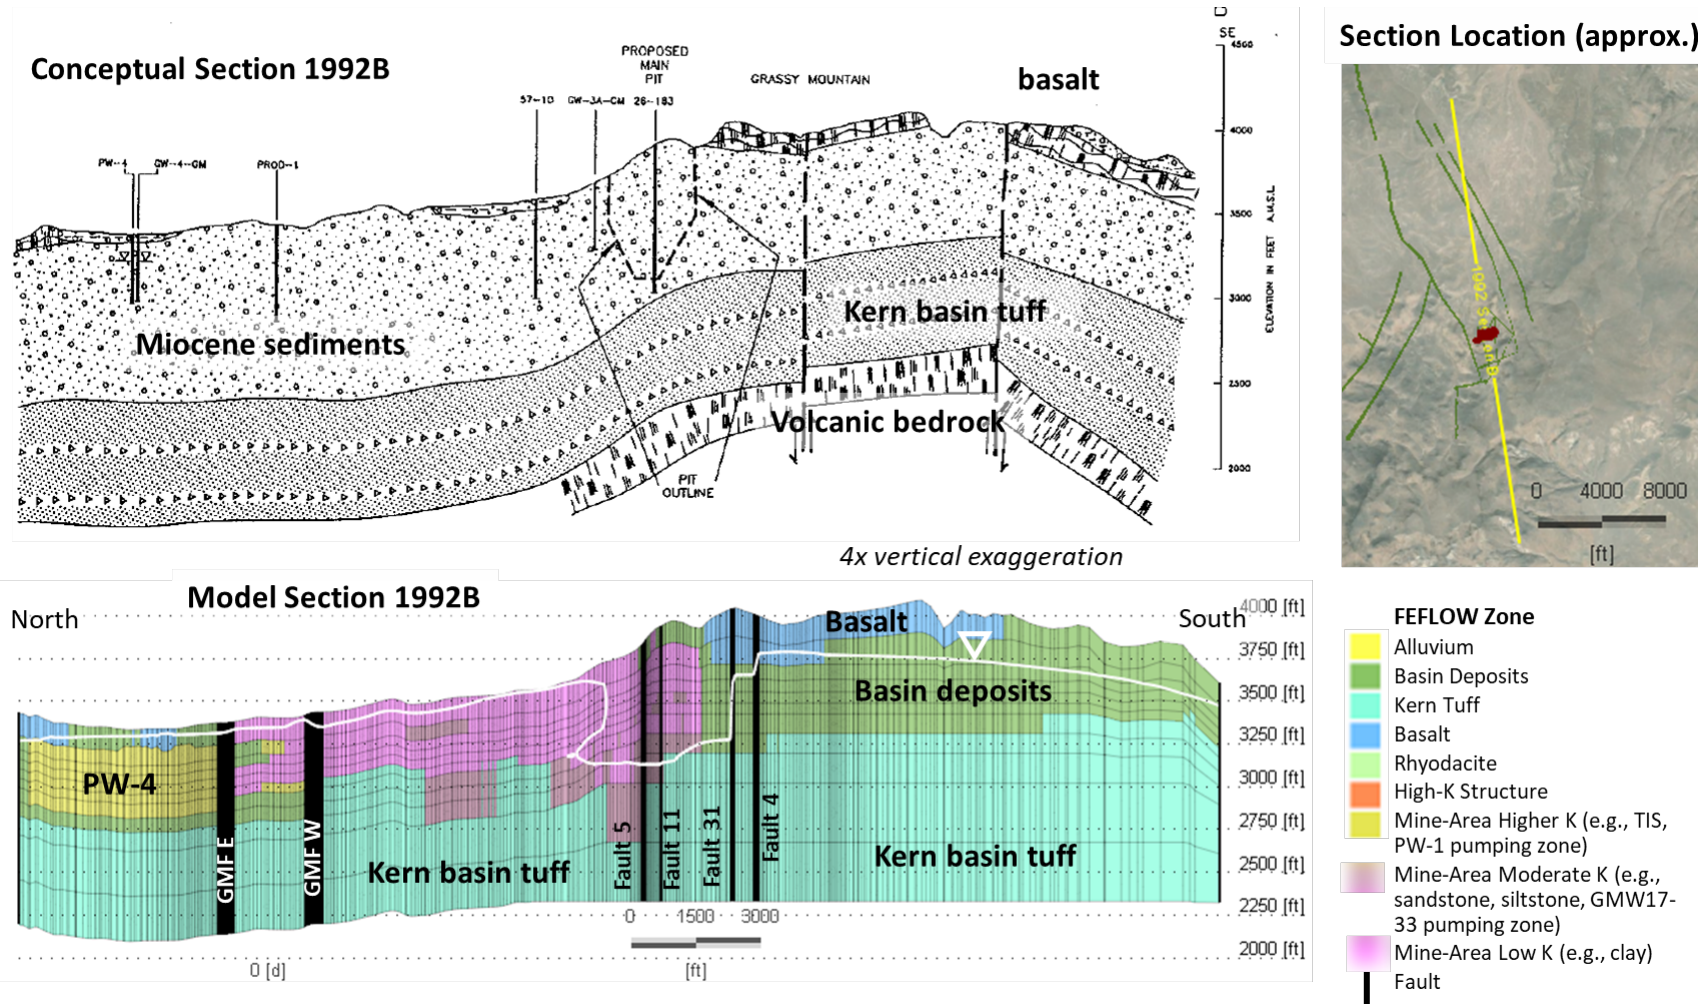 Conceptual Section 1992B
PROPOSED
MAIN
PIT
GRASSY MOUNTAIN
basalt
SE
4500
57-10
GW-3A-GM
26-183
4000
PW-4
GW-4-GM
PROD-1
3500
ELEVATION IN FEET A.M.S.L.
3000
Kern basin tuff
Miocene sediments
2500
Volcanic bedrock
2000
PIT
OUTLINE
4x vertical exaggeration
Section Location (approx.)
1992 Section B
0 4000 8000
[ft]
Model Section 1992B
North
South
4000 [ft]
3750 [ft]
3500 [ft]
3250 [ft]
3000 [ft]
2750 [ft]
2500 [ft]
2250 [ft]
2000 [ft]
Basalt
Basin deposits
PW-4
GMF E
GMF W
Kern basin tuff
Fault 5
Fault 11
Fault 31
Fault 4
Kern basin tuff
0 1500 3000
0 [d]
[ft]
FEFLOW Zone
Alluvium
Basin Deposits
Kern Tuff
Basalt
Rhyodacite
High-K Structure
Mine-Area Higher K (e.g., TIS,
PW-1 pumping zone)
Mine-Area Moderate K (e.g.,
sandstone, siltstone, GMW17-
33 pumping zone)
Mine-Area Low K (e.g., clay)
Fault